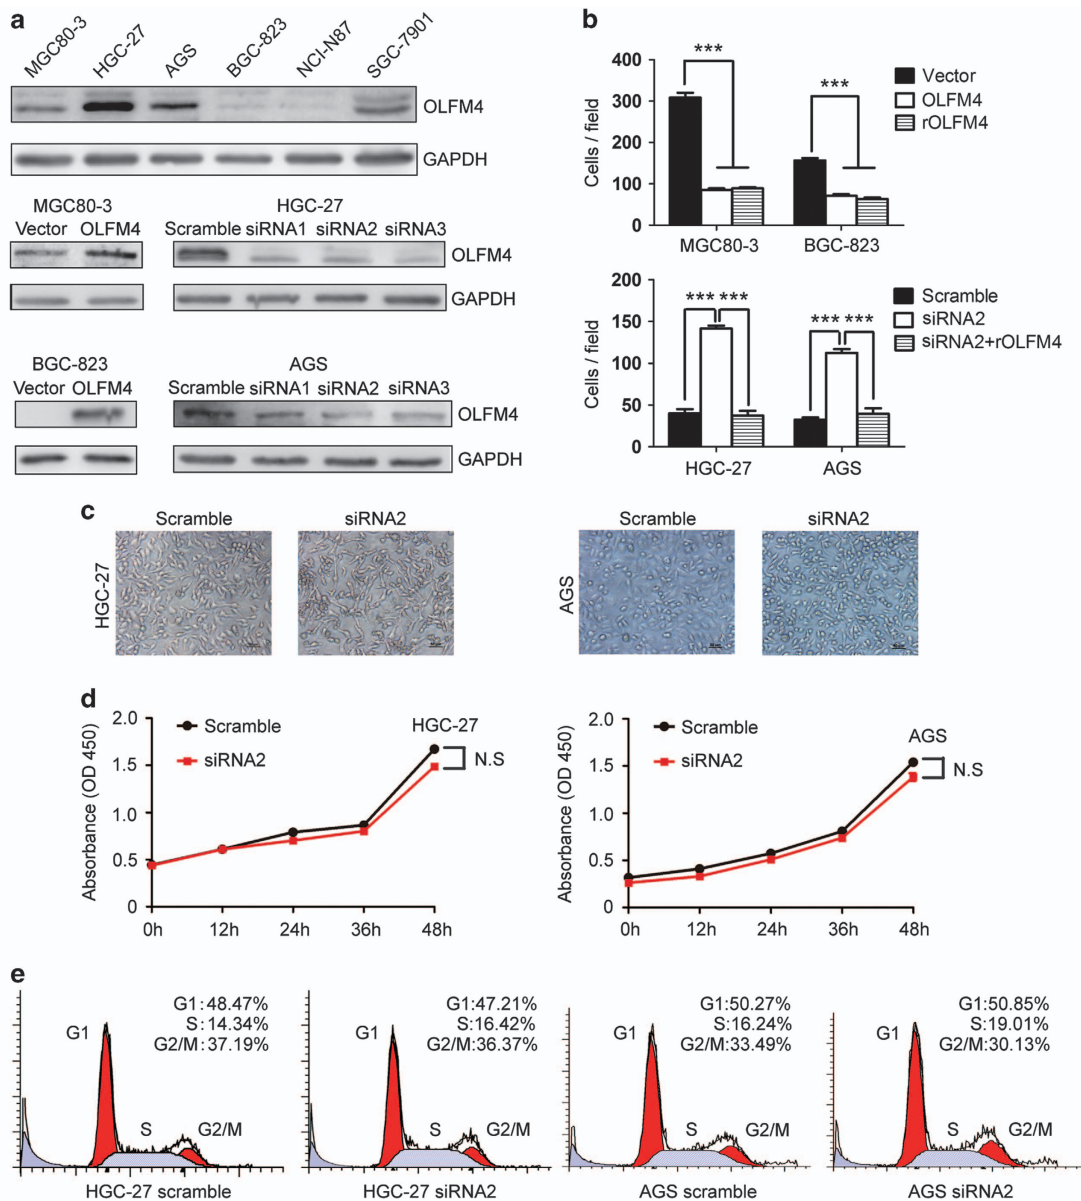 a
MGC80-3 HGC-27 AGS BGC-823 NCI-N87 SGC-7901
OLFM4
GAPDH
MGC80-3
Vector OLFM4
HGC-27
Scramble siRNA1 siRNA2 siRNA3
OLFM4
GAPDH
BGC-823
Vector OLFM4
AGS
Scramble siRNA1 siRNA2 siRNA3
OLFM4
GAPDH
b
Cells / field
400
300
200
100
0
***
***
Vector
OLFM4
rOLFM4
MGC80-3 BGC-823
Cells / field
200
150
100
50
0
*** ***
*** ***
Scramble
siRNA2
siRNA2+rOLFM4
HGC-27 AGS
c
Scramble siRNA2
HGC-27
Scramble siRNA2
AGS
d
Absorbance (OD 450)
2.0
1.5
1.0
0.5
0
Scramble
siRNA2
HGC-27
N.S
0h 12h 24h 36h 48h
Absorbance (OD 450)
2.0
1.5
1.0
0.5
0
Scramble
siRNA2
AGS
N.S
0h 12h 24h 36h 48h
e
G1:48.47%
S:14.34%
G2/M:37.19%
G1
S
G2/M
HGC-27 scramble
G1:47.21%
S:16.42%
G2/M:36.37%
G1
S
G2/M
HGC-27 siRNA2
G1:50.27%
S:16.24%
G2/M:33.49%
G1
S
G2/M
AGS scramble
G1:50.85%
S:19.01%
G2/M:30.13%
G1
S
G2/M
AGS siRNA2